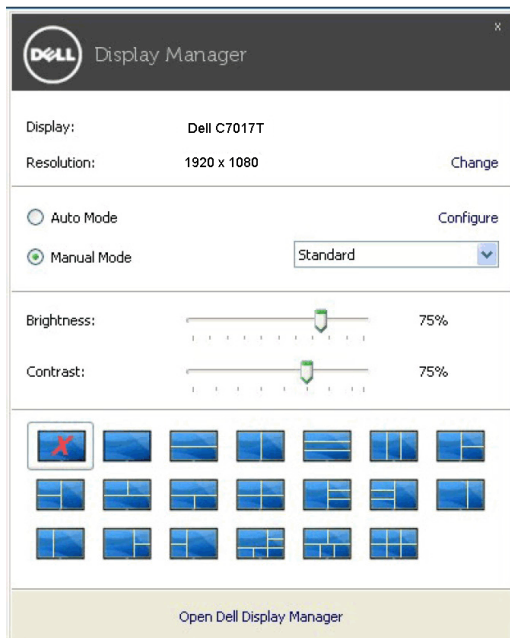 x
DELL Display Manager
Display: Dell C7017T
Resolution: 1920 x 1080 Change
Auto Mode Configure
Manual Mode Standard
Brightness: 75%
Contrast: 75%
X
Open Dell Display Manager